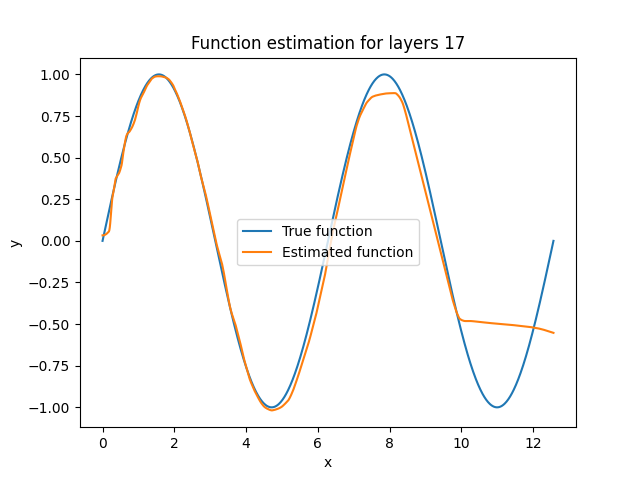 Function estimation for layers 17
1.00
0.75
0.50
0.25
0.00
−0.25
−0.50
−0.75
−1.00
y
True function
Estimated function
0 2 4 6 8 10 12
x